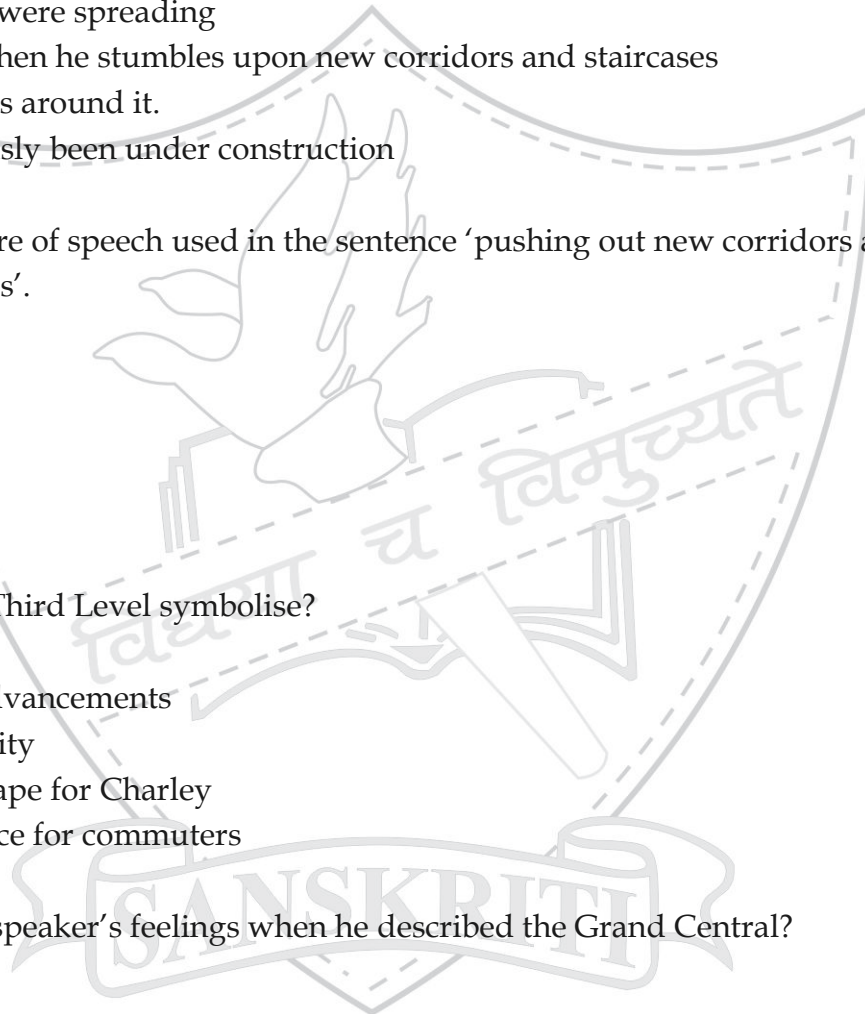 were spreading
hen he stumbles upon new corridors and staircases
s around it.
sly been under construction
re of speech used in the sentence ‘pushing out new corridors a
s’.
विद्यया च विमुच्यते
Third Level symbolise?
dvancements
ity
ape for Charley
ce for commuters
SANSKRITI
speaker’s feelings when he described the Grand Central?